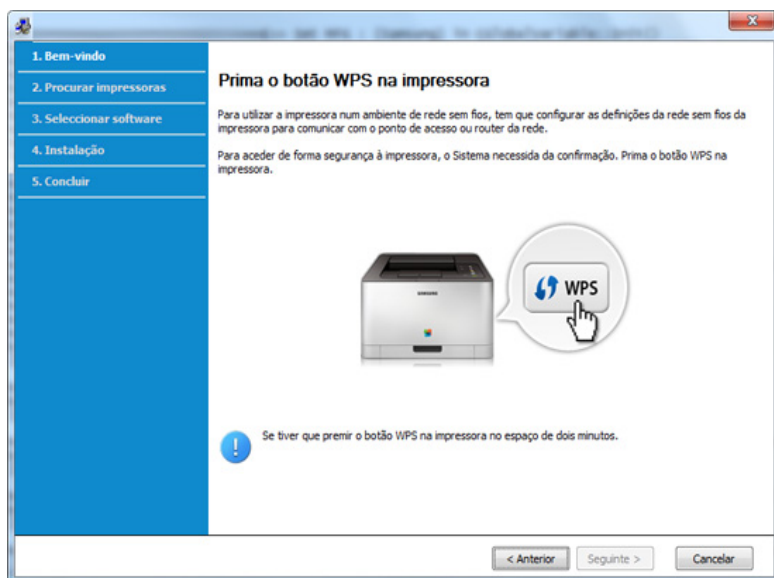 1. Bem-vindo
2. Procurar impressoras
3. Seleccionar software
4. Instalação
5. Concluir
Prima o botão WPS na impressora
Para utilizar a impressora num ambiente de rede sem fios, tem que configurar as definições da rede sem fios da
impressora para comunicar com o ponto de acesso ou router da rede.
Para aceder de forma segurança à impressora, o Sistema necessida da confirmação. Prima o botão WPS na
impressora.
SAMSUNG
WPS
Se tiver que premir o botão WPS na impressora no espaço de dois minutos.
< Anterior
Seguinte >
Cancelar